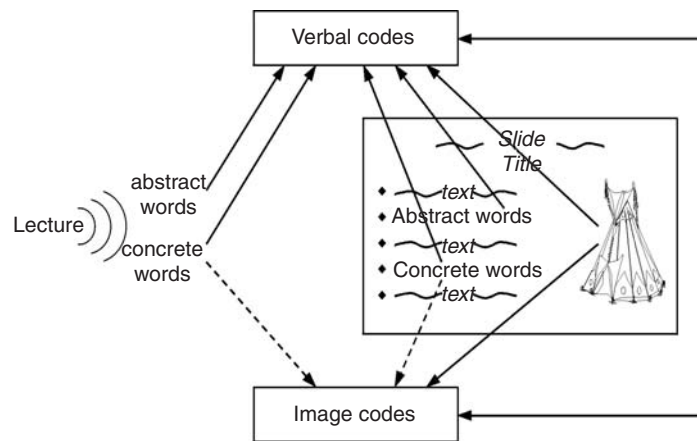 Verbal codes
Slide
Title
abstract
words
text
Abstract words
Lecture
concrete
words
text
Concrete words
text
Image codes